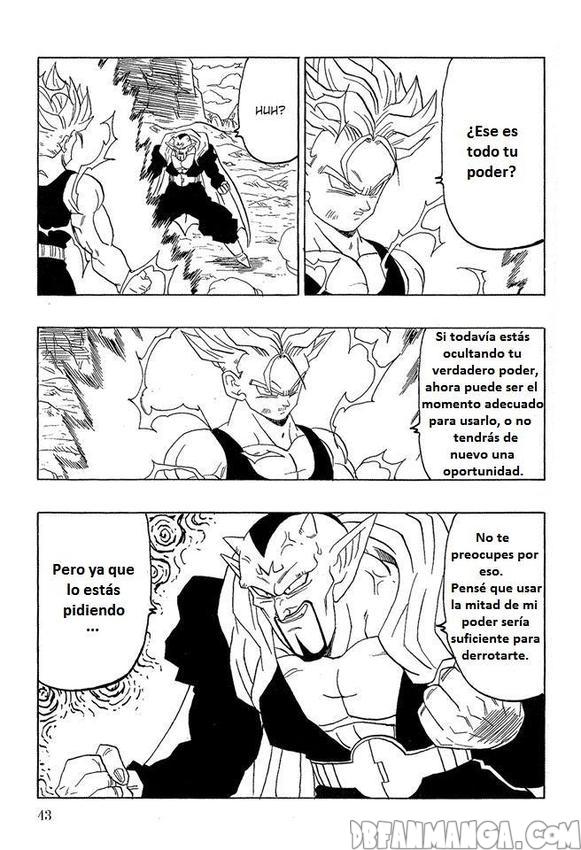 ¿Ese es
todo tu
poder?
HUH?
Si todavía estás
ocultando tu
verdadero poder,
ahora puede ser el
momento adecuado
para usarlo, o no
tendrás de
nuevo una
oportunidad.
No te
preocupes por
eso.
Pensé que usar
la mitad de mi
poder sería
suficiente para
derrotarte.
Pero ya que
lo estás
pidiendo
...
43
DBFANMANGA.COM